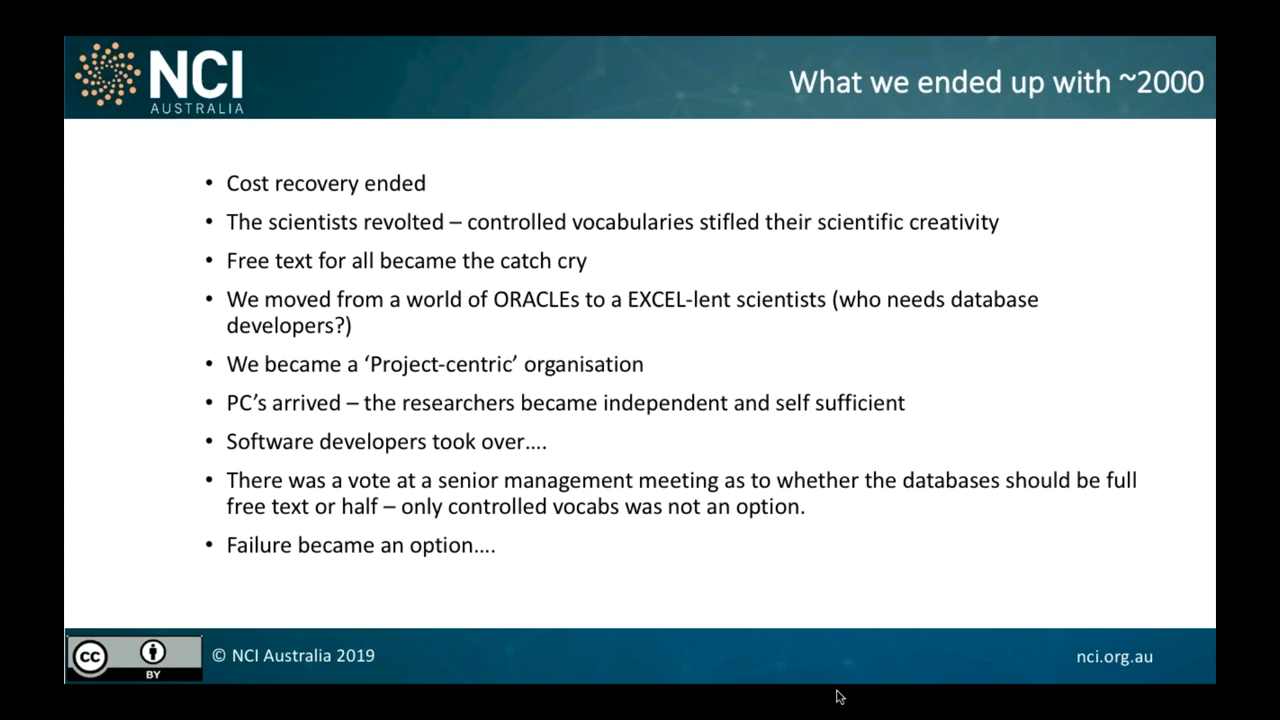 NCI
AUSTRALIA
What we ended up with ~2000
• Cost recovery ended
• The scientists revolted – controlled vocabularies stifled their scientific creativity
• Free text for all became the catch cry
• We moved from a world of ORACLEs to a EXCEL-lent scientists (who needs database
developers?)
• We became a ‘Project-centric’ organisation
• PC’s arrived – the researchers became independent and self sufficient
• Software developers took over....
• There was a vote at a senior management meeting as to whether the databases should be full
free text or half – only controlled vocabs was not an option.
• Failure became an option....
cc
BY
© NCI Australia 2019
nci.org.au